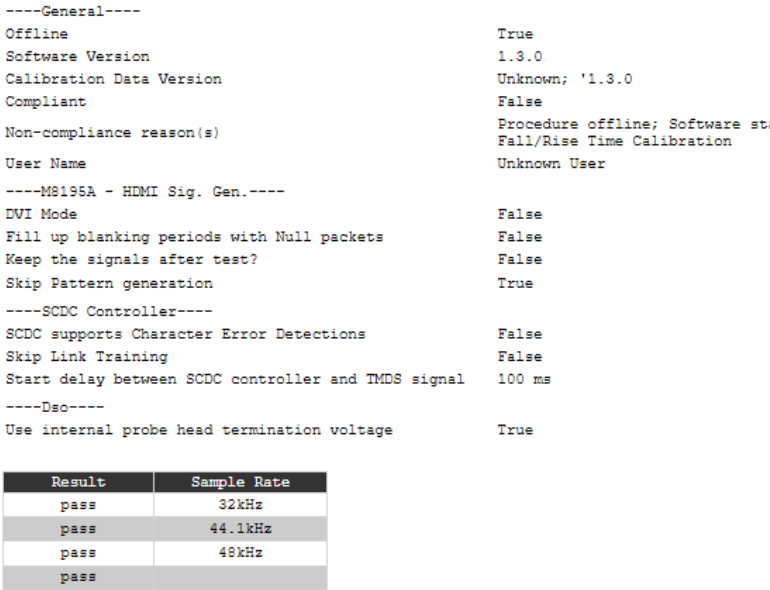 ----General----
Offline True
Software Version 1.3.0
Calibration Data Version Unknown; '1.3.0
Compliant False
Non-compliance reason(s) Procedure offline; Software
Fall/Rise Time Calibration
User Name Unknown User
----M8195A - HDMI Sig. Gen.----
DVI Mode False
Fill up blanking periods with Null packets False
Keep the signals after test? False
Skip Pattern generation True
----SCDC Controller----
SCDC supports Character Error Detections False
Skip Link Training False
Start delay between SCDC controller and TMDS signal 100 ms
----Dso----
Use internal probe head termination voltage True
Result Sample Rate
pass 32kHz
pass 44.1kHz
pass 48kHz
pass